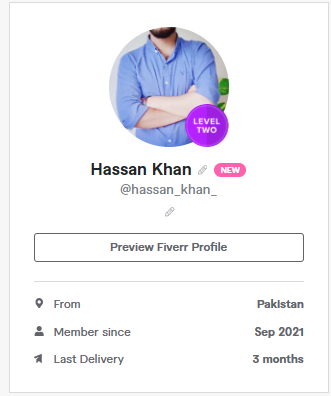 LEVEL
TWO
Hassan Khan NEW
@hassan_khan_
Preview Fiverr Profile
From Pakistan
Member since Sep 2021
Last Delivery 3 months